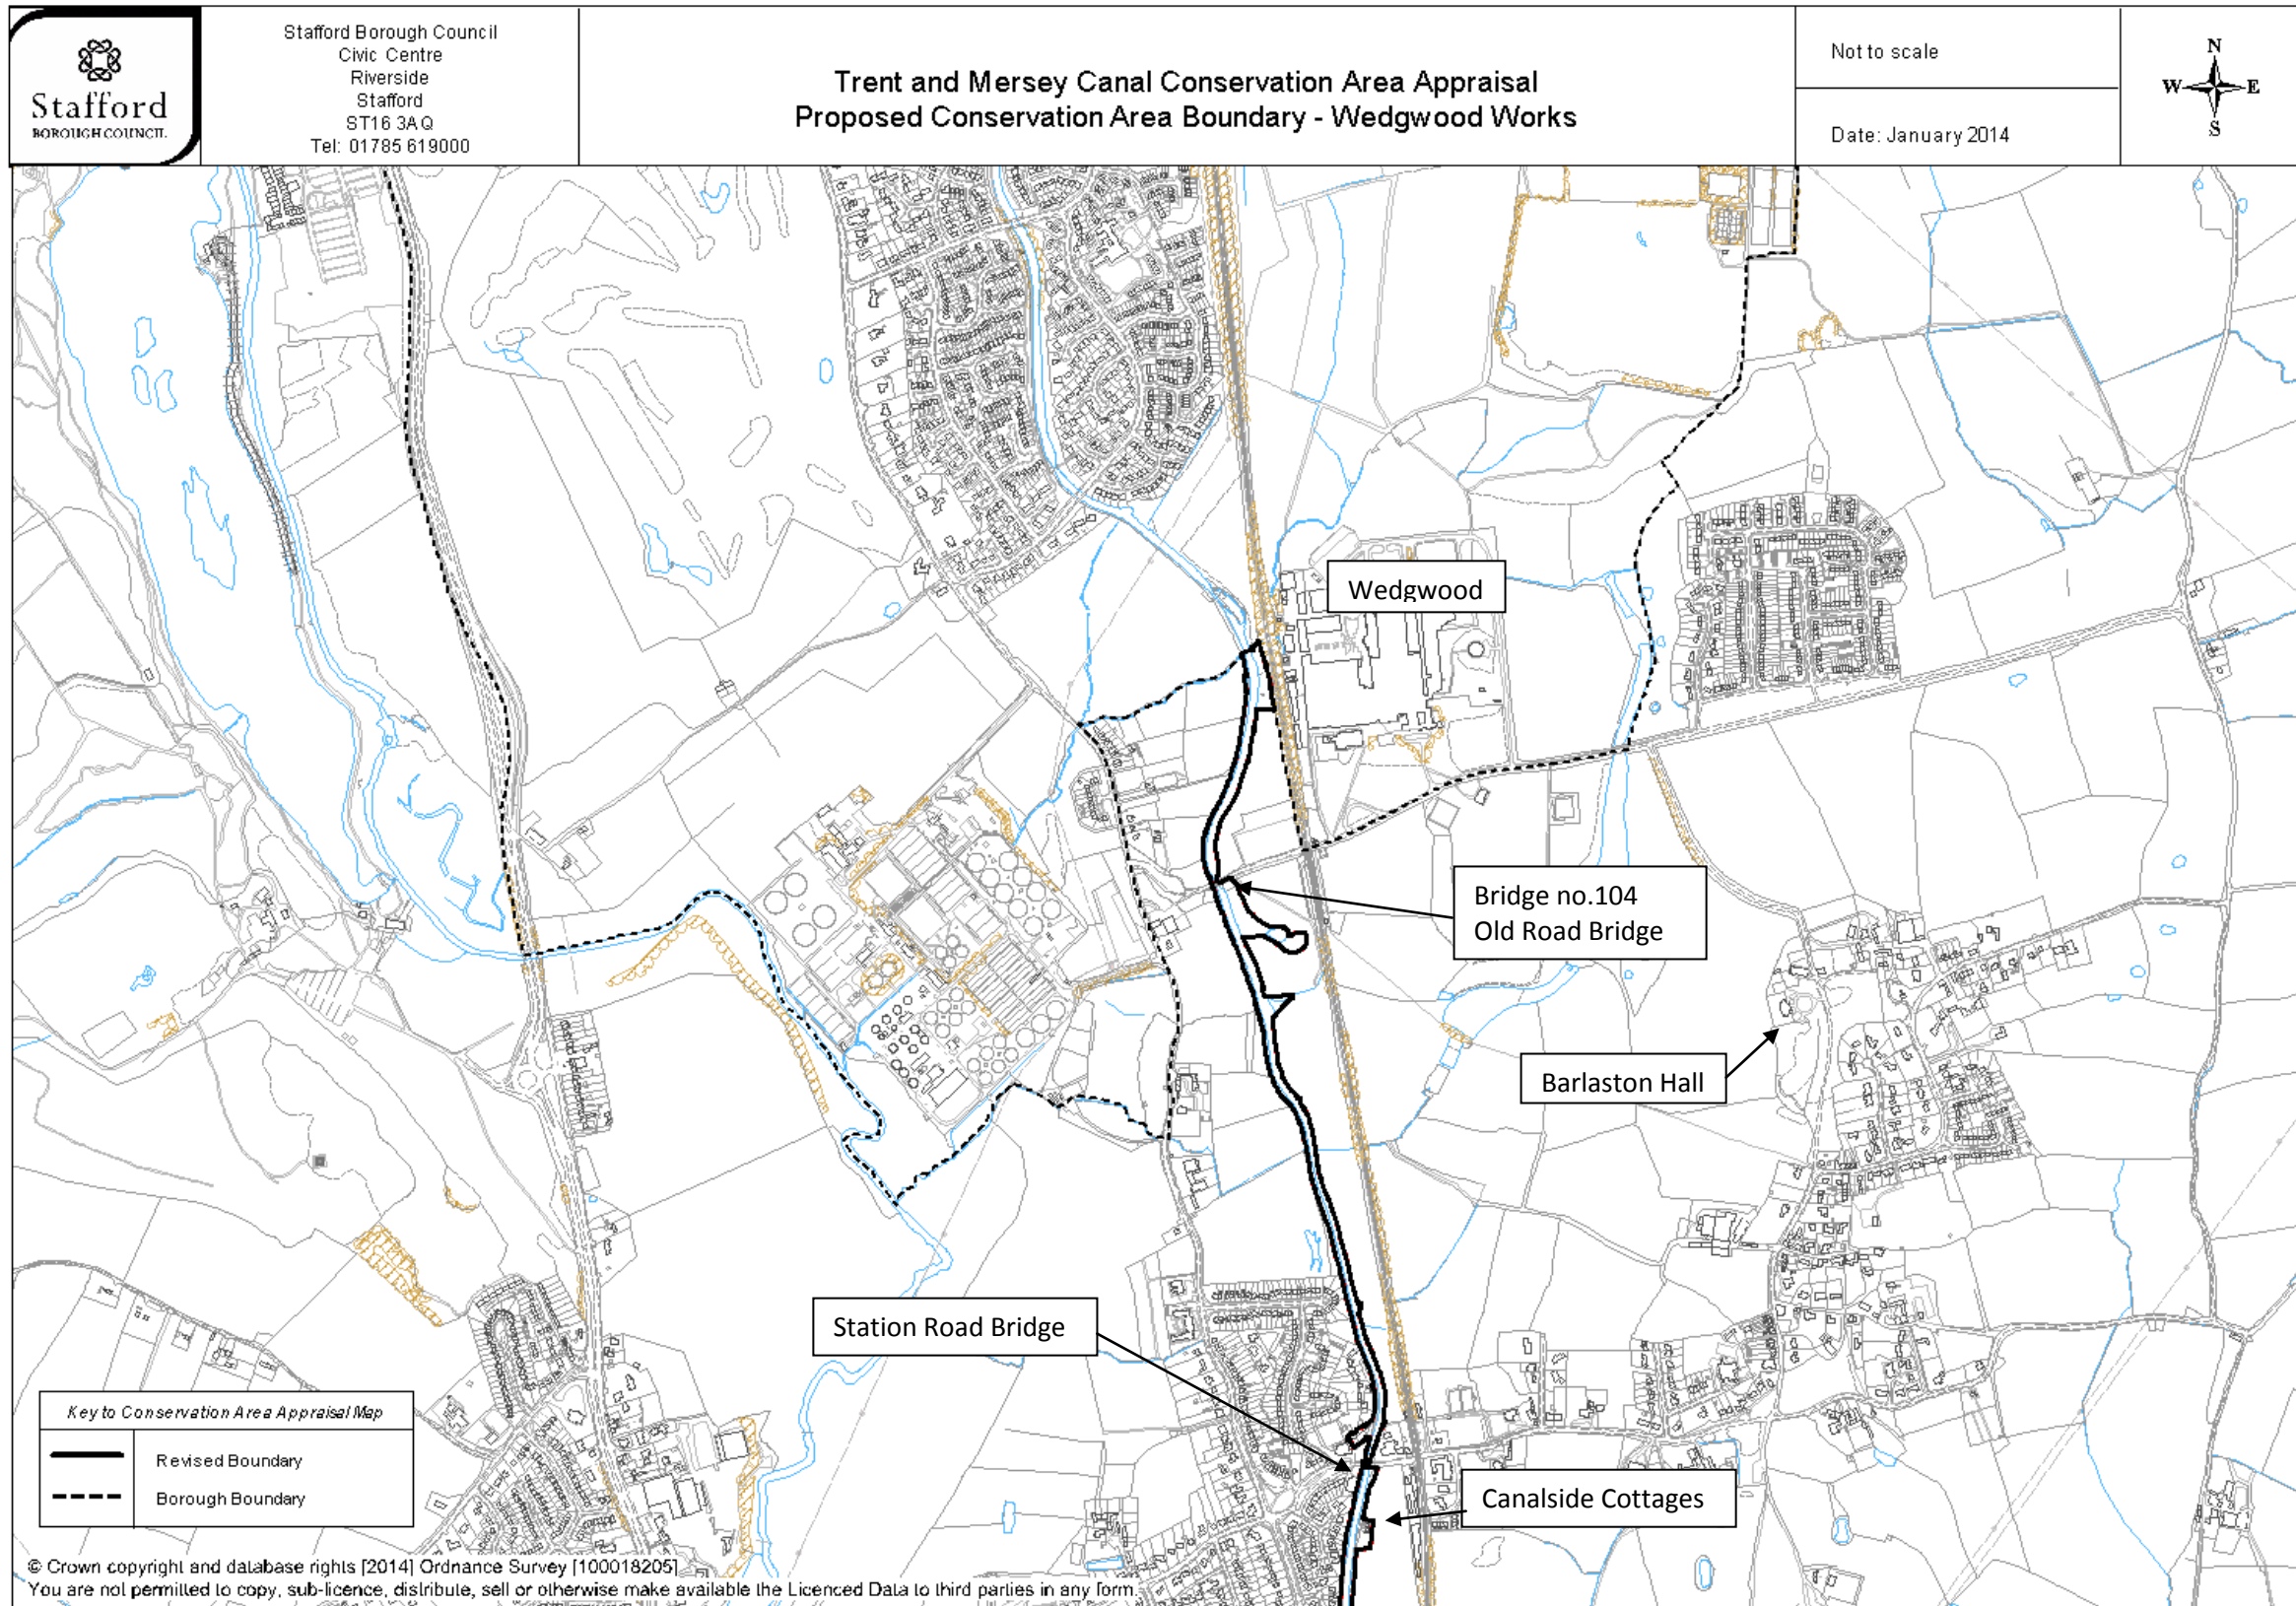 Stafford
BOROUGH COUNCIL
Stafford Borough Council
Civic Centre
Riverside
Stafford
ST16 3AQ
Tel: 01785 619000
Trent and Mersey Canal Conservation Area Appraisal
Proposed Conservation Area Boundary - Wedgwood Works
Not to scale
Date: January 2014
N
W E
S
Wedgwood
Bridge no.104
Old Road Bridge
Barlaston Hall
Station Road Bridge
Canalside Cottages
Key to Conservation Area Appraisal Map
Revised Boundary
Borough Boundary
© Crown copyright and database rights [2014] Ordnance Survey [100018205]
You are not permitted to copy, sub-licence, distribute, sell or otherwise make available the Licenced Data to third parties in any form.